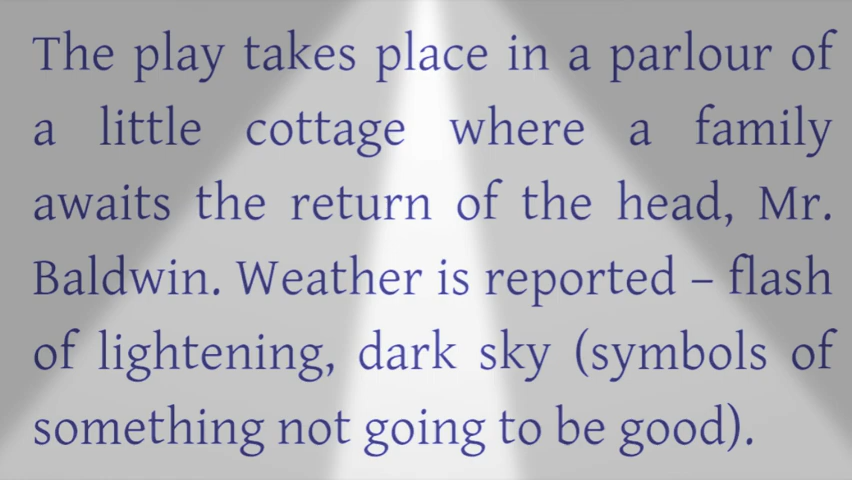 The play takes place in a parlour of
a little cottage where a family
awaits the return of the head, Mr.
Baldwin. Weather is reported – flash
of lightening, dark sky (symbols of
something not going to be good).